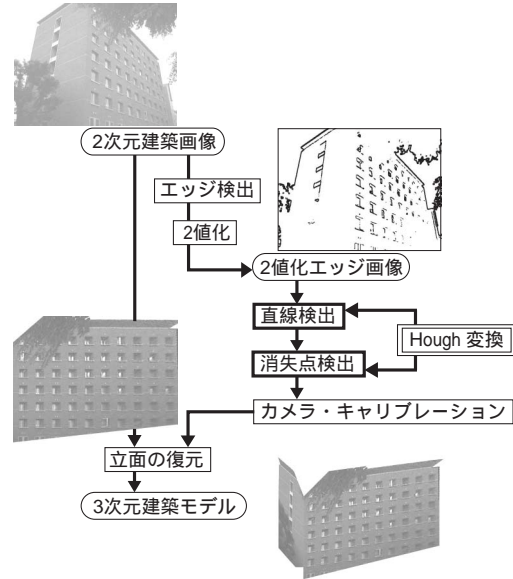 2次元建築画像
エッジ検出
2値化
2値化エッジ画像
直線検出
Hough 変換
消失点検出
カメラ・キャリブレーション
立面の復元
3次元建築モデル